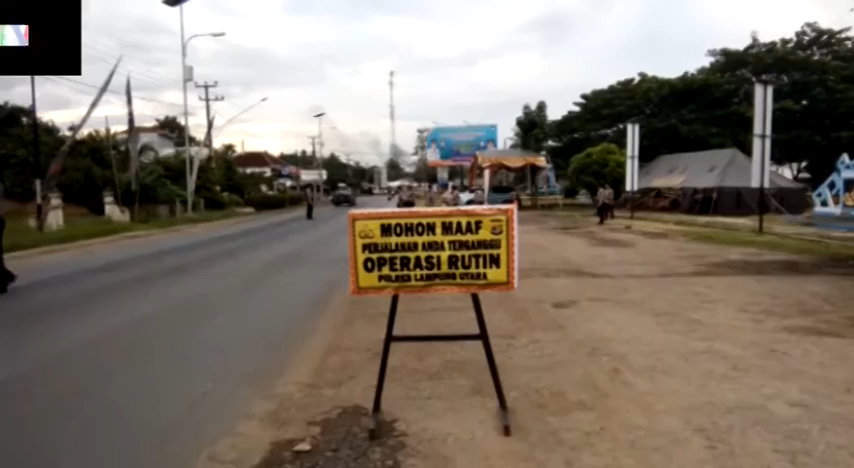 MOHON MAAF
PERJALANAN ANDA TERGANGGU
OPERASI RUTIN
POLRES LAMPUNG UTARA